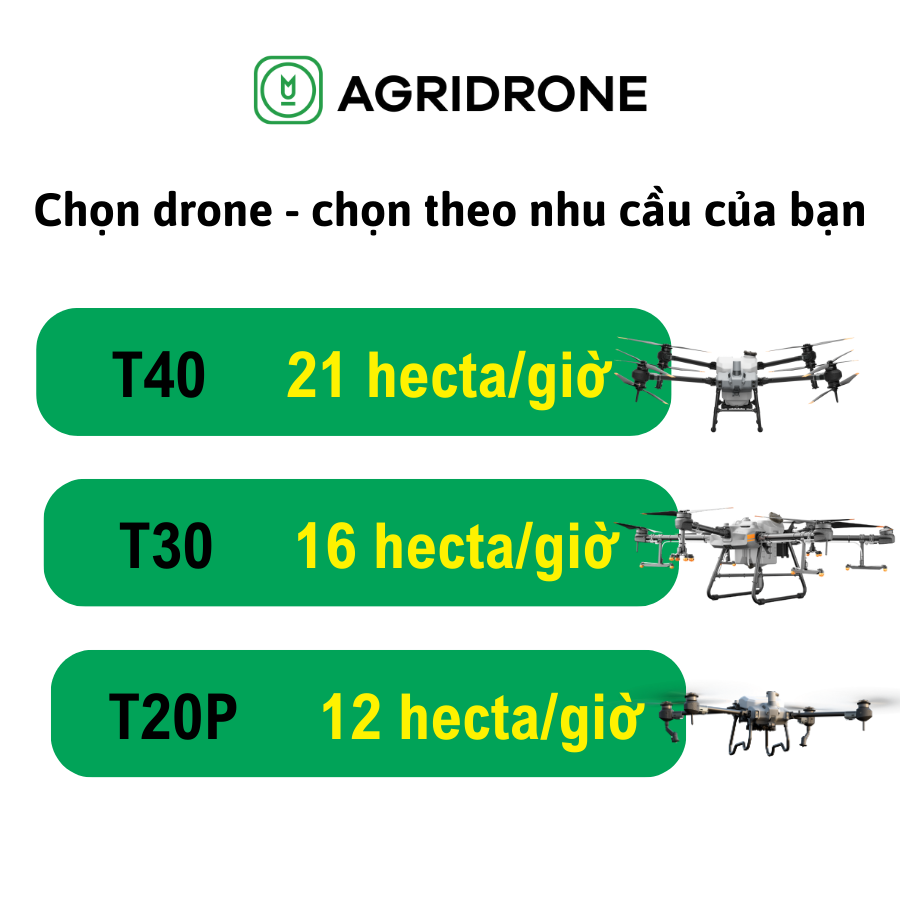 AGRIDRONE
Chọn drone - chọn theo nhu cầu của bạn
T40 21 hecta/giờ
T30 16 hecta/giờ
T20P 12 hecta/giờ